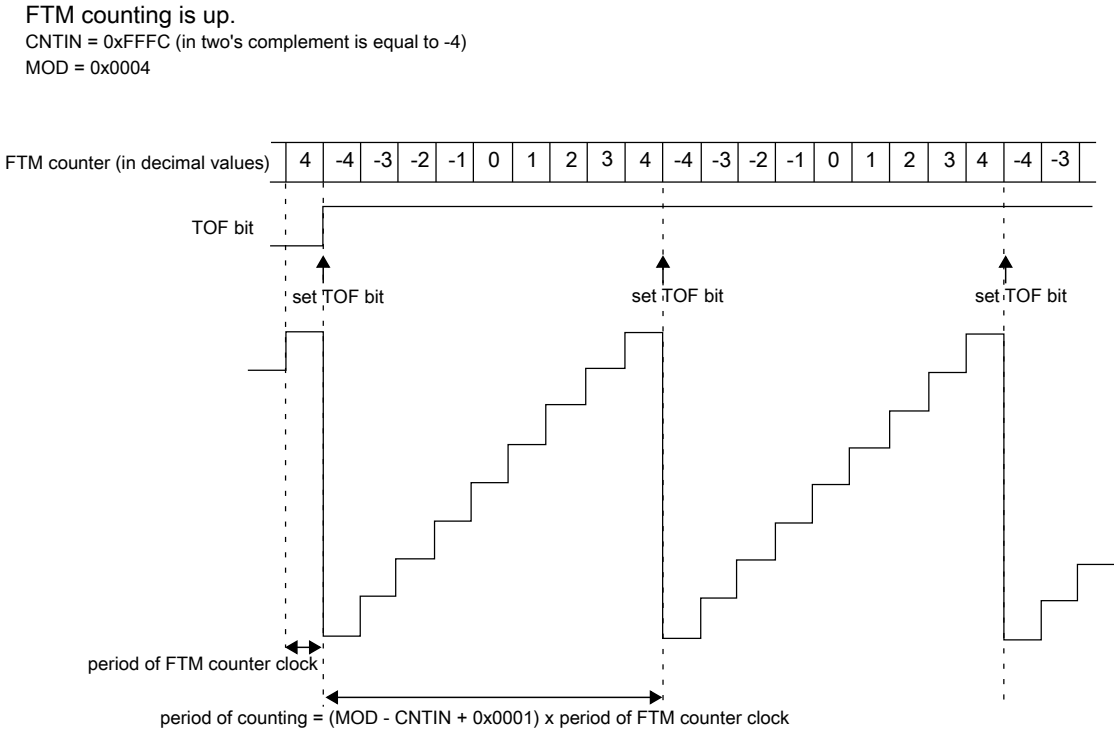 FTM counting is up.
CNTIN = 0xFFFC (in two's complement is equal to -4)
MOD = 0x0004
FTM counter (in decimal values) 4 -4 -3 -2 -1 0 1 2 3 4 -4 -3 -2 -1 0 1 2 3 4 -4 -3
TOF bit
set TOF bit set TOF bit set TOF bit
period of FTM counter clock
period of counting = (MOD - CNTIN + 0x0001) x period of FTM counter clock